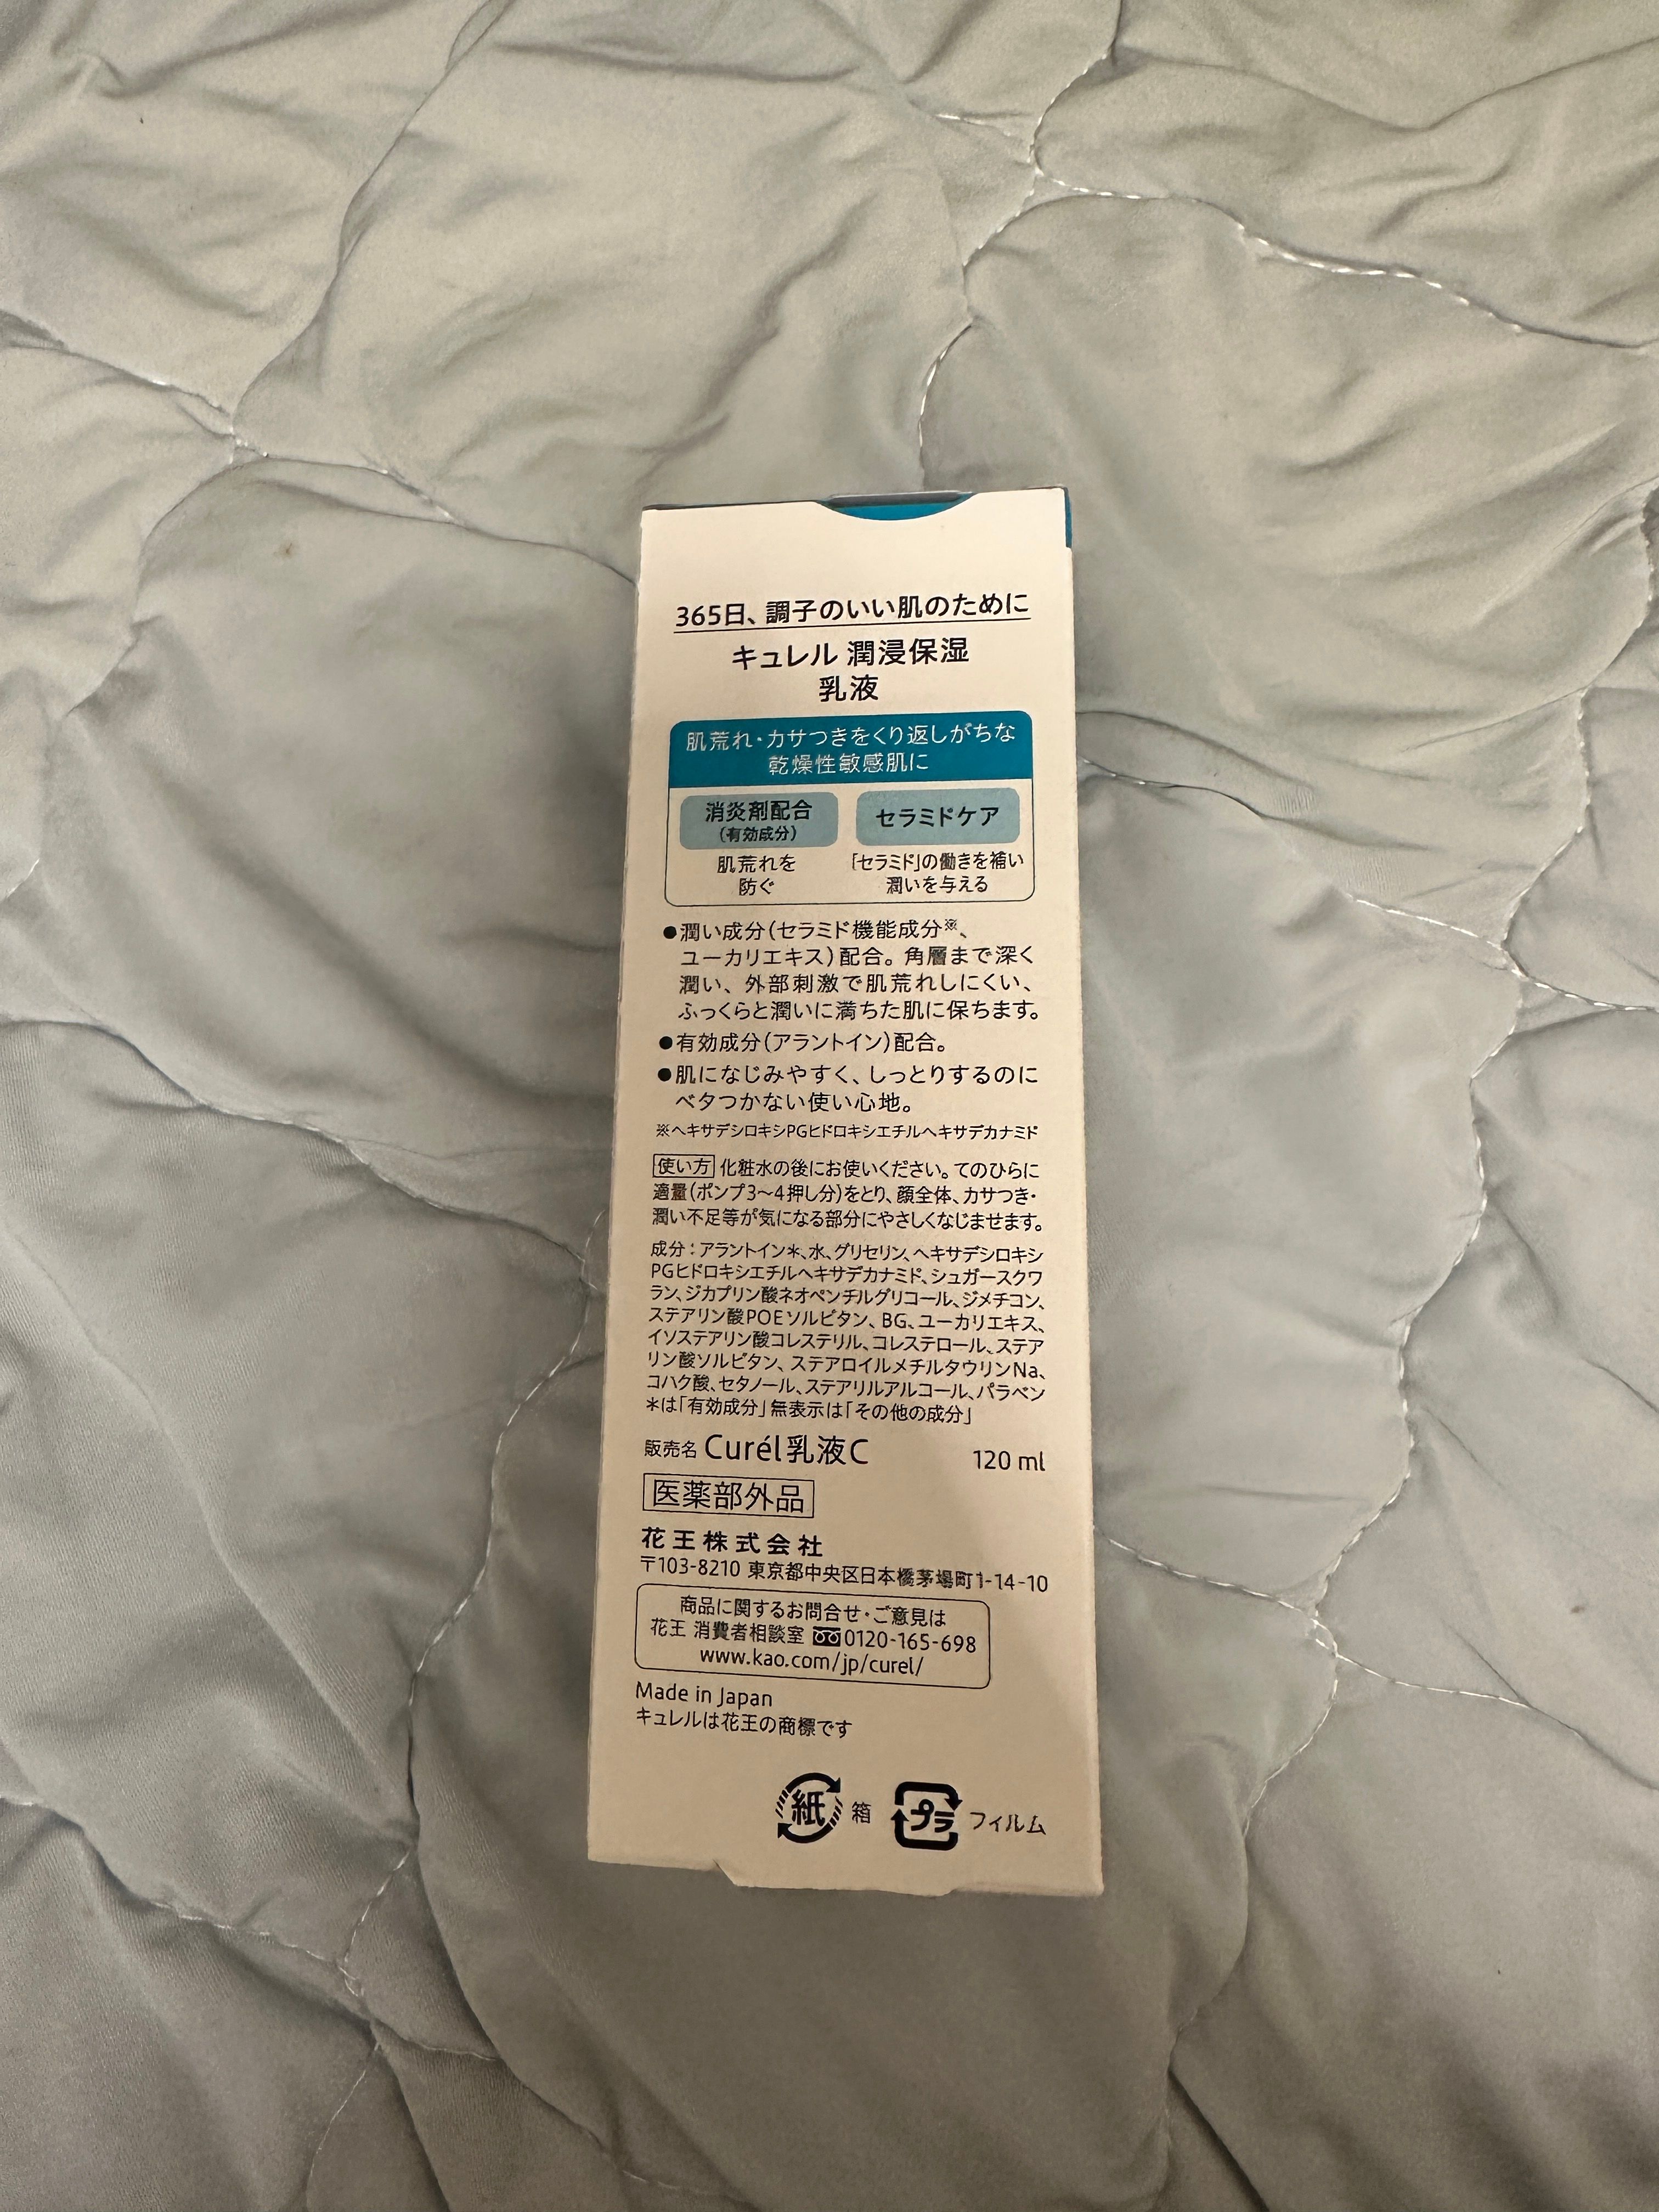 365日、調子のいい肌のために
キュレル 潤浸保湿
乳液
肌荒れ・カサつきをくり返しがちな
乾燥性敏感肌に
消炎剤配合
(有効成分)
セラミドケア
肌荒れを
防ぐ
「セラミド」の働きを補い
潤いを与える
●潤い成分(セラミド機能成分※、
ユーカリエキス)配合。角層まで深く
潤い、外部刺激で肌荒れしにくい、
ふっくらと潤いに満ちた肌に保ちます。
●有効成分(アラントイン)配合。
●肌になじみやすく、しっとりするのに
ベタつかない使い心地。
※ヘキサデシロキシPGヒドロキシエチルヘキサデカナミド
使い方 化粧水の後にお使いください。てのひらに
適量(ポンプ3～4押し分)をとり、顔全体、カサつき・
潤い不足等が気になる部分にやさしくなじませます。
成分:アラントイン＊、水、グリセリン、ヘキサデシロキシ
PGヒドロキシエチルヘキサデカナミド、シュガースクワ
ラン、ジカプリン酸ネオペンチルグリコール、ジメチコン、
ステアリン酸POEソルビタン、BG、ユーカリエキス、
イソステアリン酸コレステリル、コレステロール、ステア
リン酸ソルビタン、ステアロイルメチルタウリンNa、
コハク酸、セタノール、ステアリルアルコール、パラベン
＊は「有効成分」無表示は「その他の成分」
販売名 Curél乳液C 120 ml
医薬部外品
花王株式会社
〒103-8210 東京都中央区日本橋茅場町1-14-10
商品に関するお問合せ・ご意見は
花王 消費者相談室 0120-165-698
www.kao.com/jp/curel/
Made in Japan
キュレルは花王の商標です
紙 箱 プラ フィルム